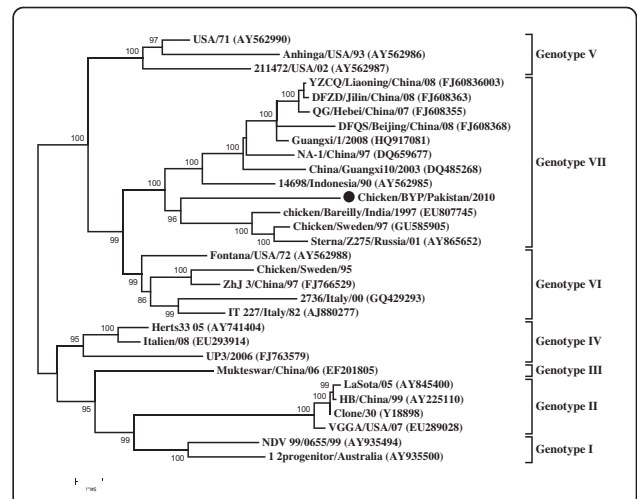 USA/71 (AY562990)
Anhinga/USA/93 (AY562986)
211472/USA/02 (AY562987)
YZCQ/Liaoning/China/08 (FJ60836003)
DFZD/Jilin/China/08 (FJ608363)
QG/Hebei/China/07 (FJ608355)
DFQS/Beijing/China/08 (FJ608368)
Guangxi/1/2008 (HQ917081)
NA-1/China/97 (DQ659677)
China/Guangxi10/2003 (DQ485268)
14698/Indonesia/90 (AY562985)
Chicken/BYP/Pakistan/2010
chicken/Bareilly/India/1997 (EU807745)
Chicken/Sweden/97 (GU585905)
Sterna/Z275/Russia/01 (AY865652)
Fontana/USA/72 (AY562988)
Chicken/Sweden/95
ZhJ 3/China/97 (FJ766529)
2736/Italy/00 (GQ429293)
IT 227/Italy/82 (AJ880277)
Herts33 05 (AY741404)
Italien/08 (EU293914)
UP3/2006 (FJ763579)
Mukteswar/China/06 (EF201805)
LaSota/05 (AY845400)
HB/China/99 (AY225110)
Clone/30 (Y18898)
VGGA/USA/07 (EU289028)
NDV 99/0655/99 (AY935494)
1 2progenitor/Australia (AY935500)
Genotype V
Genotype VII
Genotype VI
Genotype IV
Genotype III
Genotype II
Genotype I
97
100
100
100
100
100
100
100
100
100
96
100
100
99
99
100
86
99
100
95
99
100
100
95
99
100